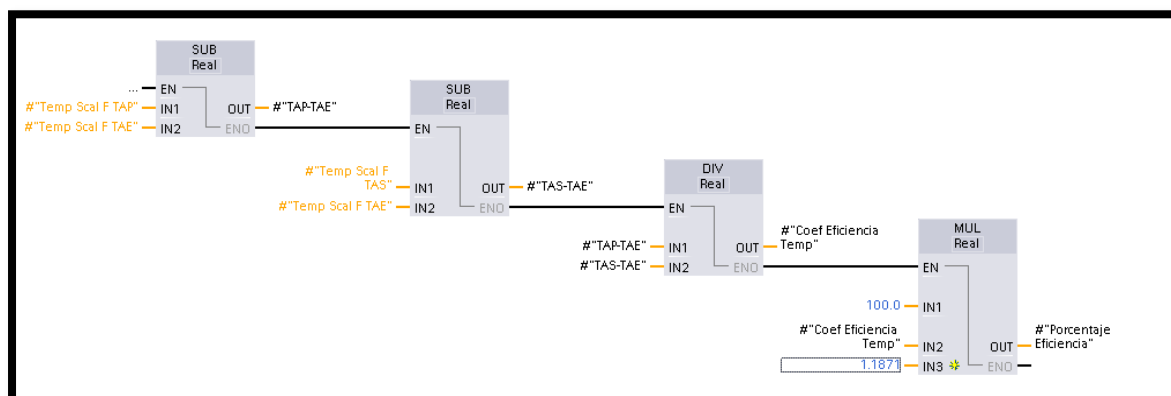 SUB
Real
...
EN
#"Temp Scal F TAP"
IN1
OUT
#"TAP-TAE"
#"Temp Scal F TAE"
IN2
ENO
SUB
Real
EN
#"Temp Scal F
TAS"
IN1
OUT
#"TAS-TAE"
#"Temp Scal F TAE"
IN2
ENO
DIV
Real
EN
#"TAP-TAE"
IN1
OUT
#"Coef Eficiencia
Temp"
#"TAS-TAE"
IN2
ENO
MUL
Real
EN
100.0
IN1
#"Coef Eficiencia
Temp"
IN2
OUT
#"Porcentaje
Eficiencia"
1.1871
IN3
ENO